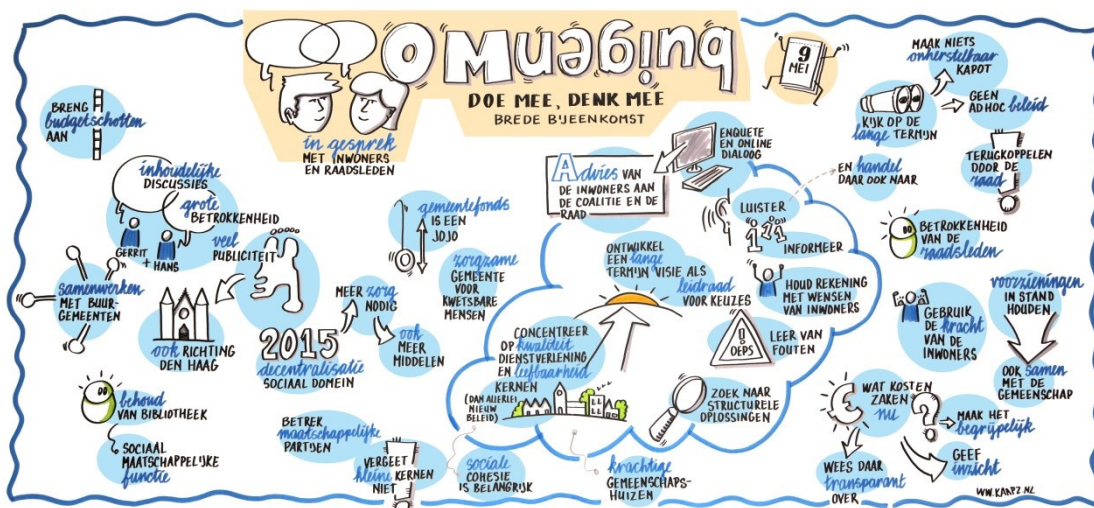 DOE MEE, DENK MEE
BREDE BIJEENKOMST
9
MEI
in gesprek
MET INWONERS
EN RAADSLEDEN
BRENG
budgetschotten
AAN
inhoudelijke
DISCUSSIES
grote
BETROKKENHEID
GERRIT
+ HANS
veel
PUBLICITEIT
samenwerken
MET BUUR-
GEMEENTEN
ook RICHTING
DEN HAAG
behoud
VAN BIBLIOTHEEK
SOCIAAL
MAATSCHAPPELIJKE
functie
2015
decentralisatie
SOCIAAL DOMEIN
MEER zorg
NODIG
ook
MEER
MIDDELEN
gemeentefonds
IS EEN
JOJO
zorgzame
GEMEENTE
VOOR
KWETSBARE
MENSEN
BETREK
maatschappelijke
PARTIJEN
VERGEET
kleine KERNEN
NIET
sociale
COHESIE
IS BELANGRIJK
krachtige
GEMEENSCHAPS-
HUIZEN
Advies VAN
DE INWONERS AAN
DE COALITIE EN DE
RAAD
ENQUETE
EN ONLINE
DIALOOG
LUISTER
INFORMEER
EN handel
DAAR OOK NAAR
ONTWIKKEL
EEN lange
TERMIJN VISIE ALS
leidraad
VOOR KEUZES
HOUD REKENING
MET WENSEN
VAN INWONERS
OEPS
LEER VAN
FOUTEN
CONCENTREER
OP kwaliteit
DIENSTVERLENING
EN leefbaarheid
KERNEN
(DAN ALLERLEI
NIEUW
BELEID)
ZOEK NAAR
STRUCTURELE
OPLOSSINGEN
KIJK OP DE
lange TERMIJN
MAAK NIETS
onherstelbaar
KAPOT
GEEN
AD HOC beleid
TERUGKOPPELEN
DOOR DE
raad
BETROKKENHEID
VAN DE
raadsleden
GEBRUIK
DE kracht
VAN DE
INWONERS
voorzieningen
IN STAND
HOUDEN
OOK samen
MET DE
GEMEENSCHAP
WAT KOSTEN
ZAKEN nu
MAAK HET
begrijpelijk
GEEF
inzicht
WEES DAAR
transparant
OVER
WW.KAAPZ.NL